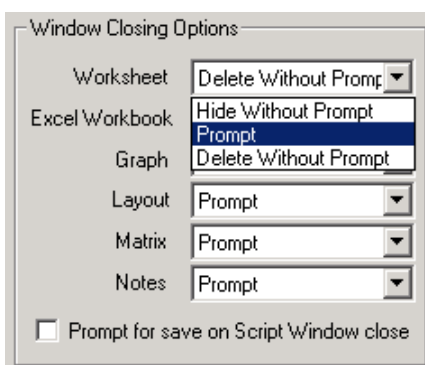 Window Closing Options
Worksheet Delete Without Promp
Excel Workbook Hide Without Prompt
Prompt
Graph Delete Without Prompt
Layout Prompt
Matrix Prompt
Notes Prompt
Prompt for save on Script Window close